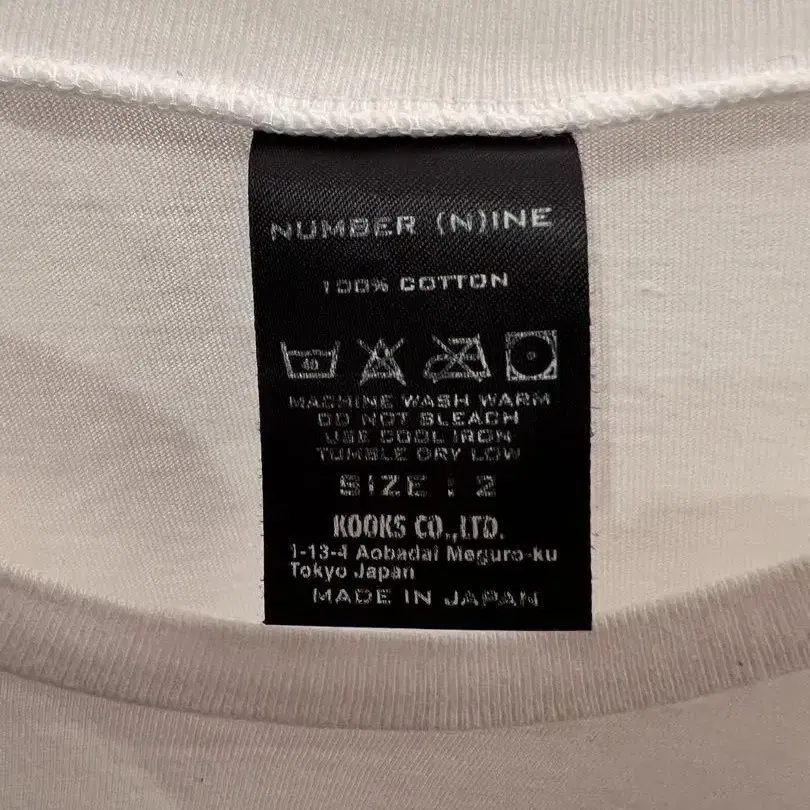 NUMBER (N)INE
100% COTTON
40
MACHINE WASH WARM
DO NOT BLEACH
USE COOL IRON
TUMBLE DRY LOW
SIZE : 2
KOOKS CO.,LTD.
1-13-4 Aobadai Meguro-ku
Tokyo Japan
MADE IN JAPAN